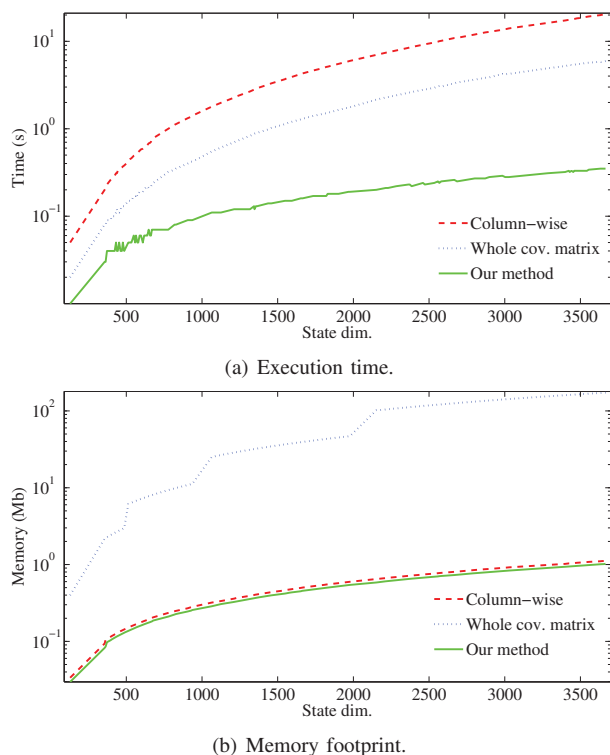 10^1
10^0
10^-1
Time (s)
Column-wise
Whole cov. matrix
Our method
500 1000 1500 2000 2500 3000 3500
State dim.
(a) Execution time.
10^2
10^1
10^0
10^-1
Memory (Mb)
Column-wise
Whole cov. matrix
Our method
500 1000 1500 2000 2500 3000 3500
State dim.
(b) Memory footprint.